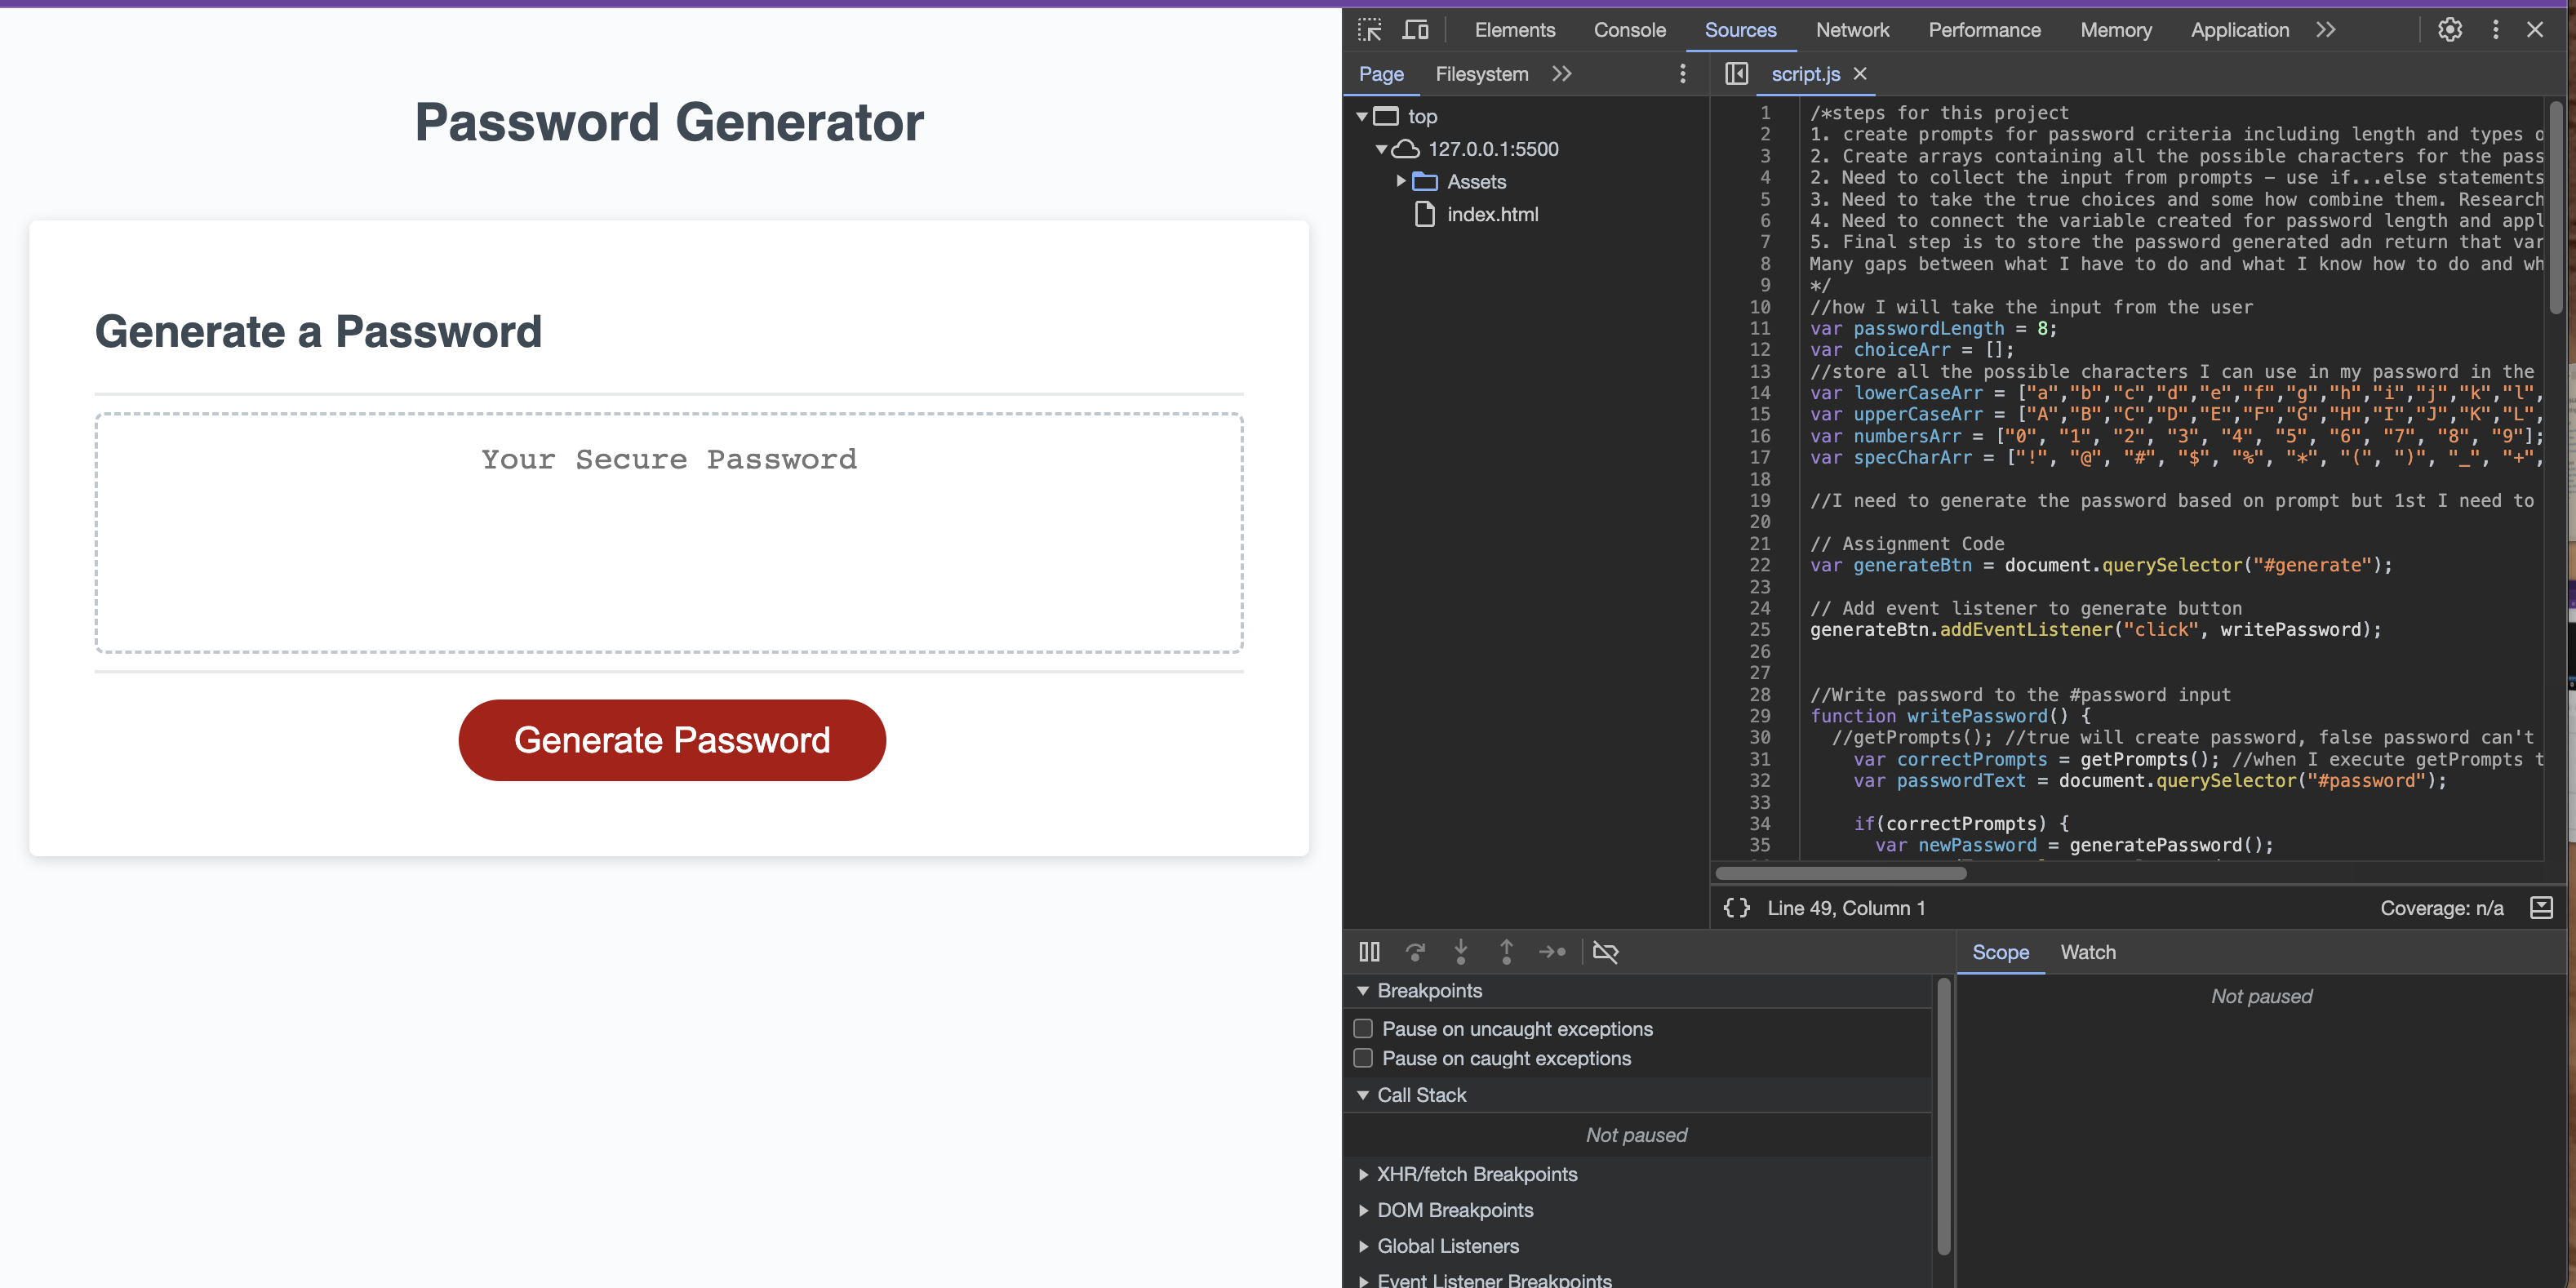 Password Generator
Generate a Password
Your Secure Password
Generate Password
Elements Console Sources Network Performance Memory Application
Page Filesystem
script.js
top
127.0.0.1:5500
Assets
index.html
1 /*steps for this project
2 1. create prompts for password criteria including length and types o
3 2. Create arrays containing all the possible characters for the pass
4 2. Need to collect the input from prompts – use if...else statements
5 3. Need to take the true choices and some how combine them. Research
6 4. Need to connect the variable created for password length and appl
7 5. Final step is to store the password generated adn return that var
8 Many gaps between what I have to do and what I know how to do and wh
9 */
10 //how I will take the input from the user
11 var passwordLength = 8;
12 var choiceArr = [];
13 //store all the possible characters I can use in my password in the
14 var lowerCaseArr = ["a","b","c","d","e","f","g","h","i","j","k","l",
15 var upperCaseArr = ["A","B","C","D","E","F","G","H","I","J","K","L",
16 var numbersArr = ["0", "1", "2", "3", "4", "5", "6", "7", "8", "9"];
17 var specCharArr = ["!", "@", "#", "$", "%", "*", "(", ")", "_", "+",
18
19 //I need to generate the password based on prompt but 1st I need to
20
21 // Assignment Code
22 var generateBtn = document.querySelector("#generate");
23
24 // Add event listener to generate button
25 generateBtn.addEventListener("click", writePassword);
26
27
28 //Write password to the #password input
29 function writePassword() {
30 //getPrompts(); //true will create password, false password can't
31 var correctPrompts = getPrompts(); //when I execute getPrompts t
32 var passwordText = document.querySelector("#password");
33
34 if(correctPrompts) {
35 var newPassword = generatePassword();
{ } Line 49, Column 1
Coverage: n/a
Breakpoints
Pause on uncaught exceptions
Pause on caught exceptions
Call Stack
Not paused
XHR/fetch Breakpoints
DOM Breakpoints
Global Listeners
Event Listener Breakpoints
Scope Watch
Not paused